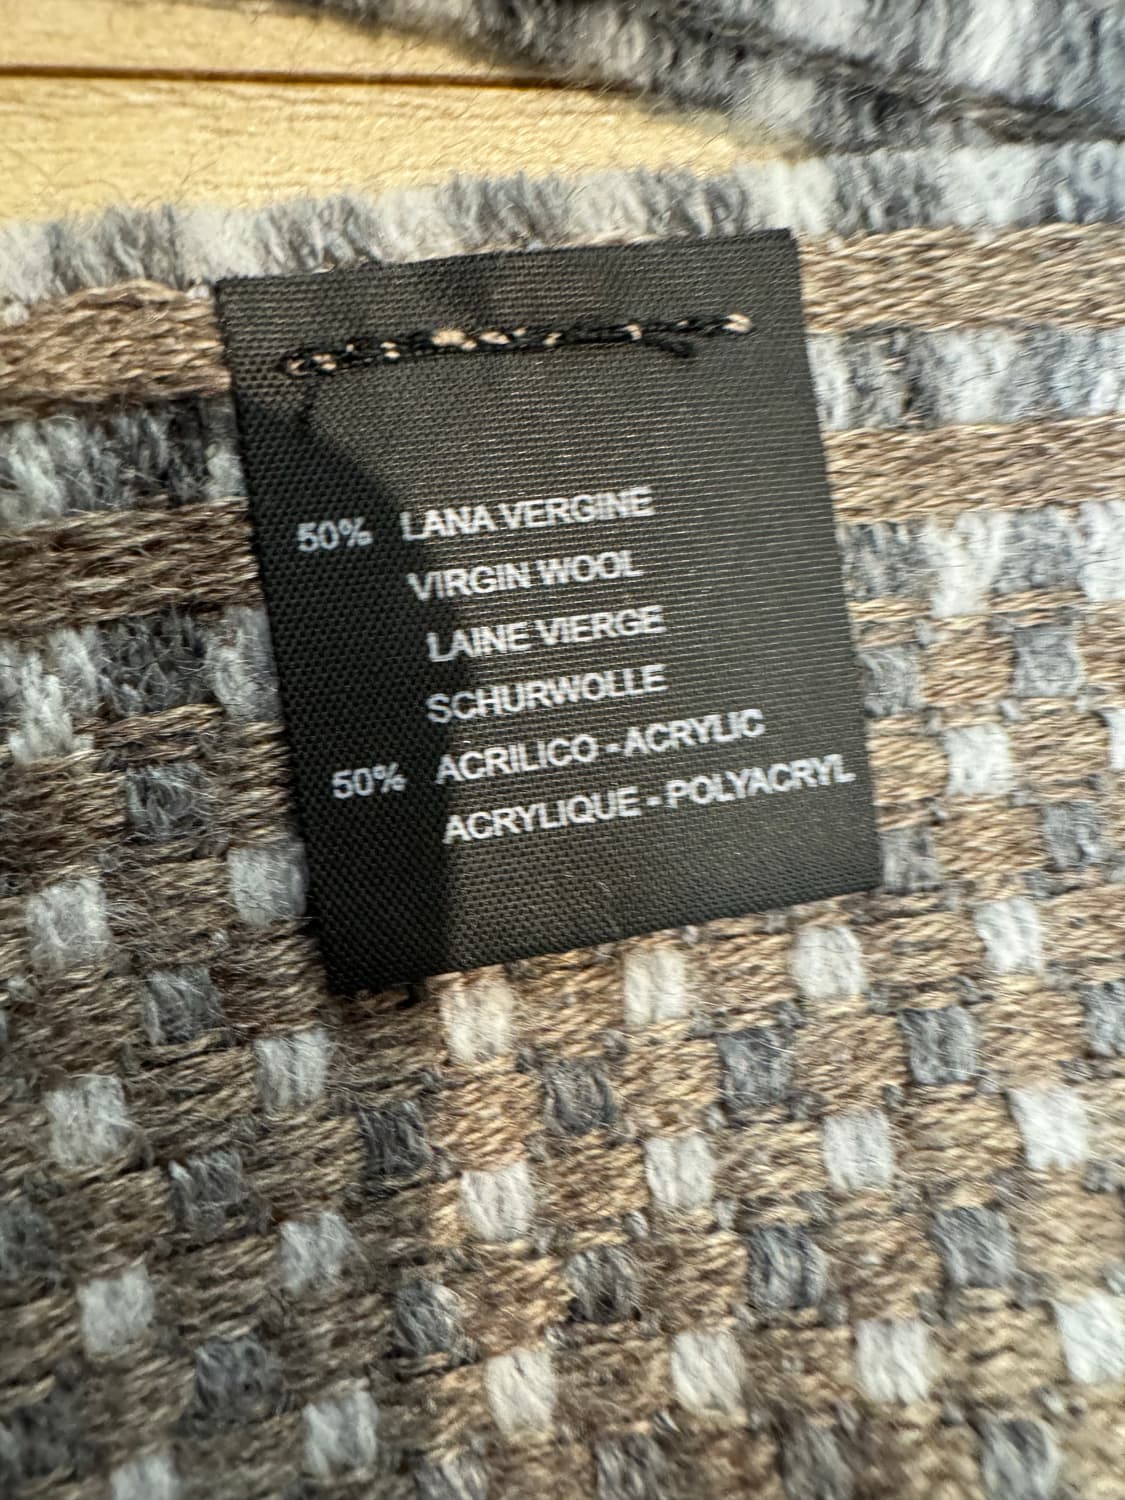 50% LANA VERGINE
VIRGIN WOOL
LAINE VIERGE
SCHURWOLLE
50% ACRILICO - ACRYLIC
ACRYLIQUE - POLYACRYL